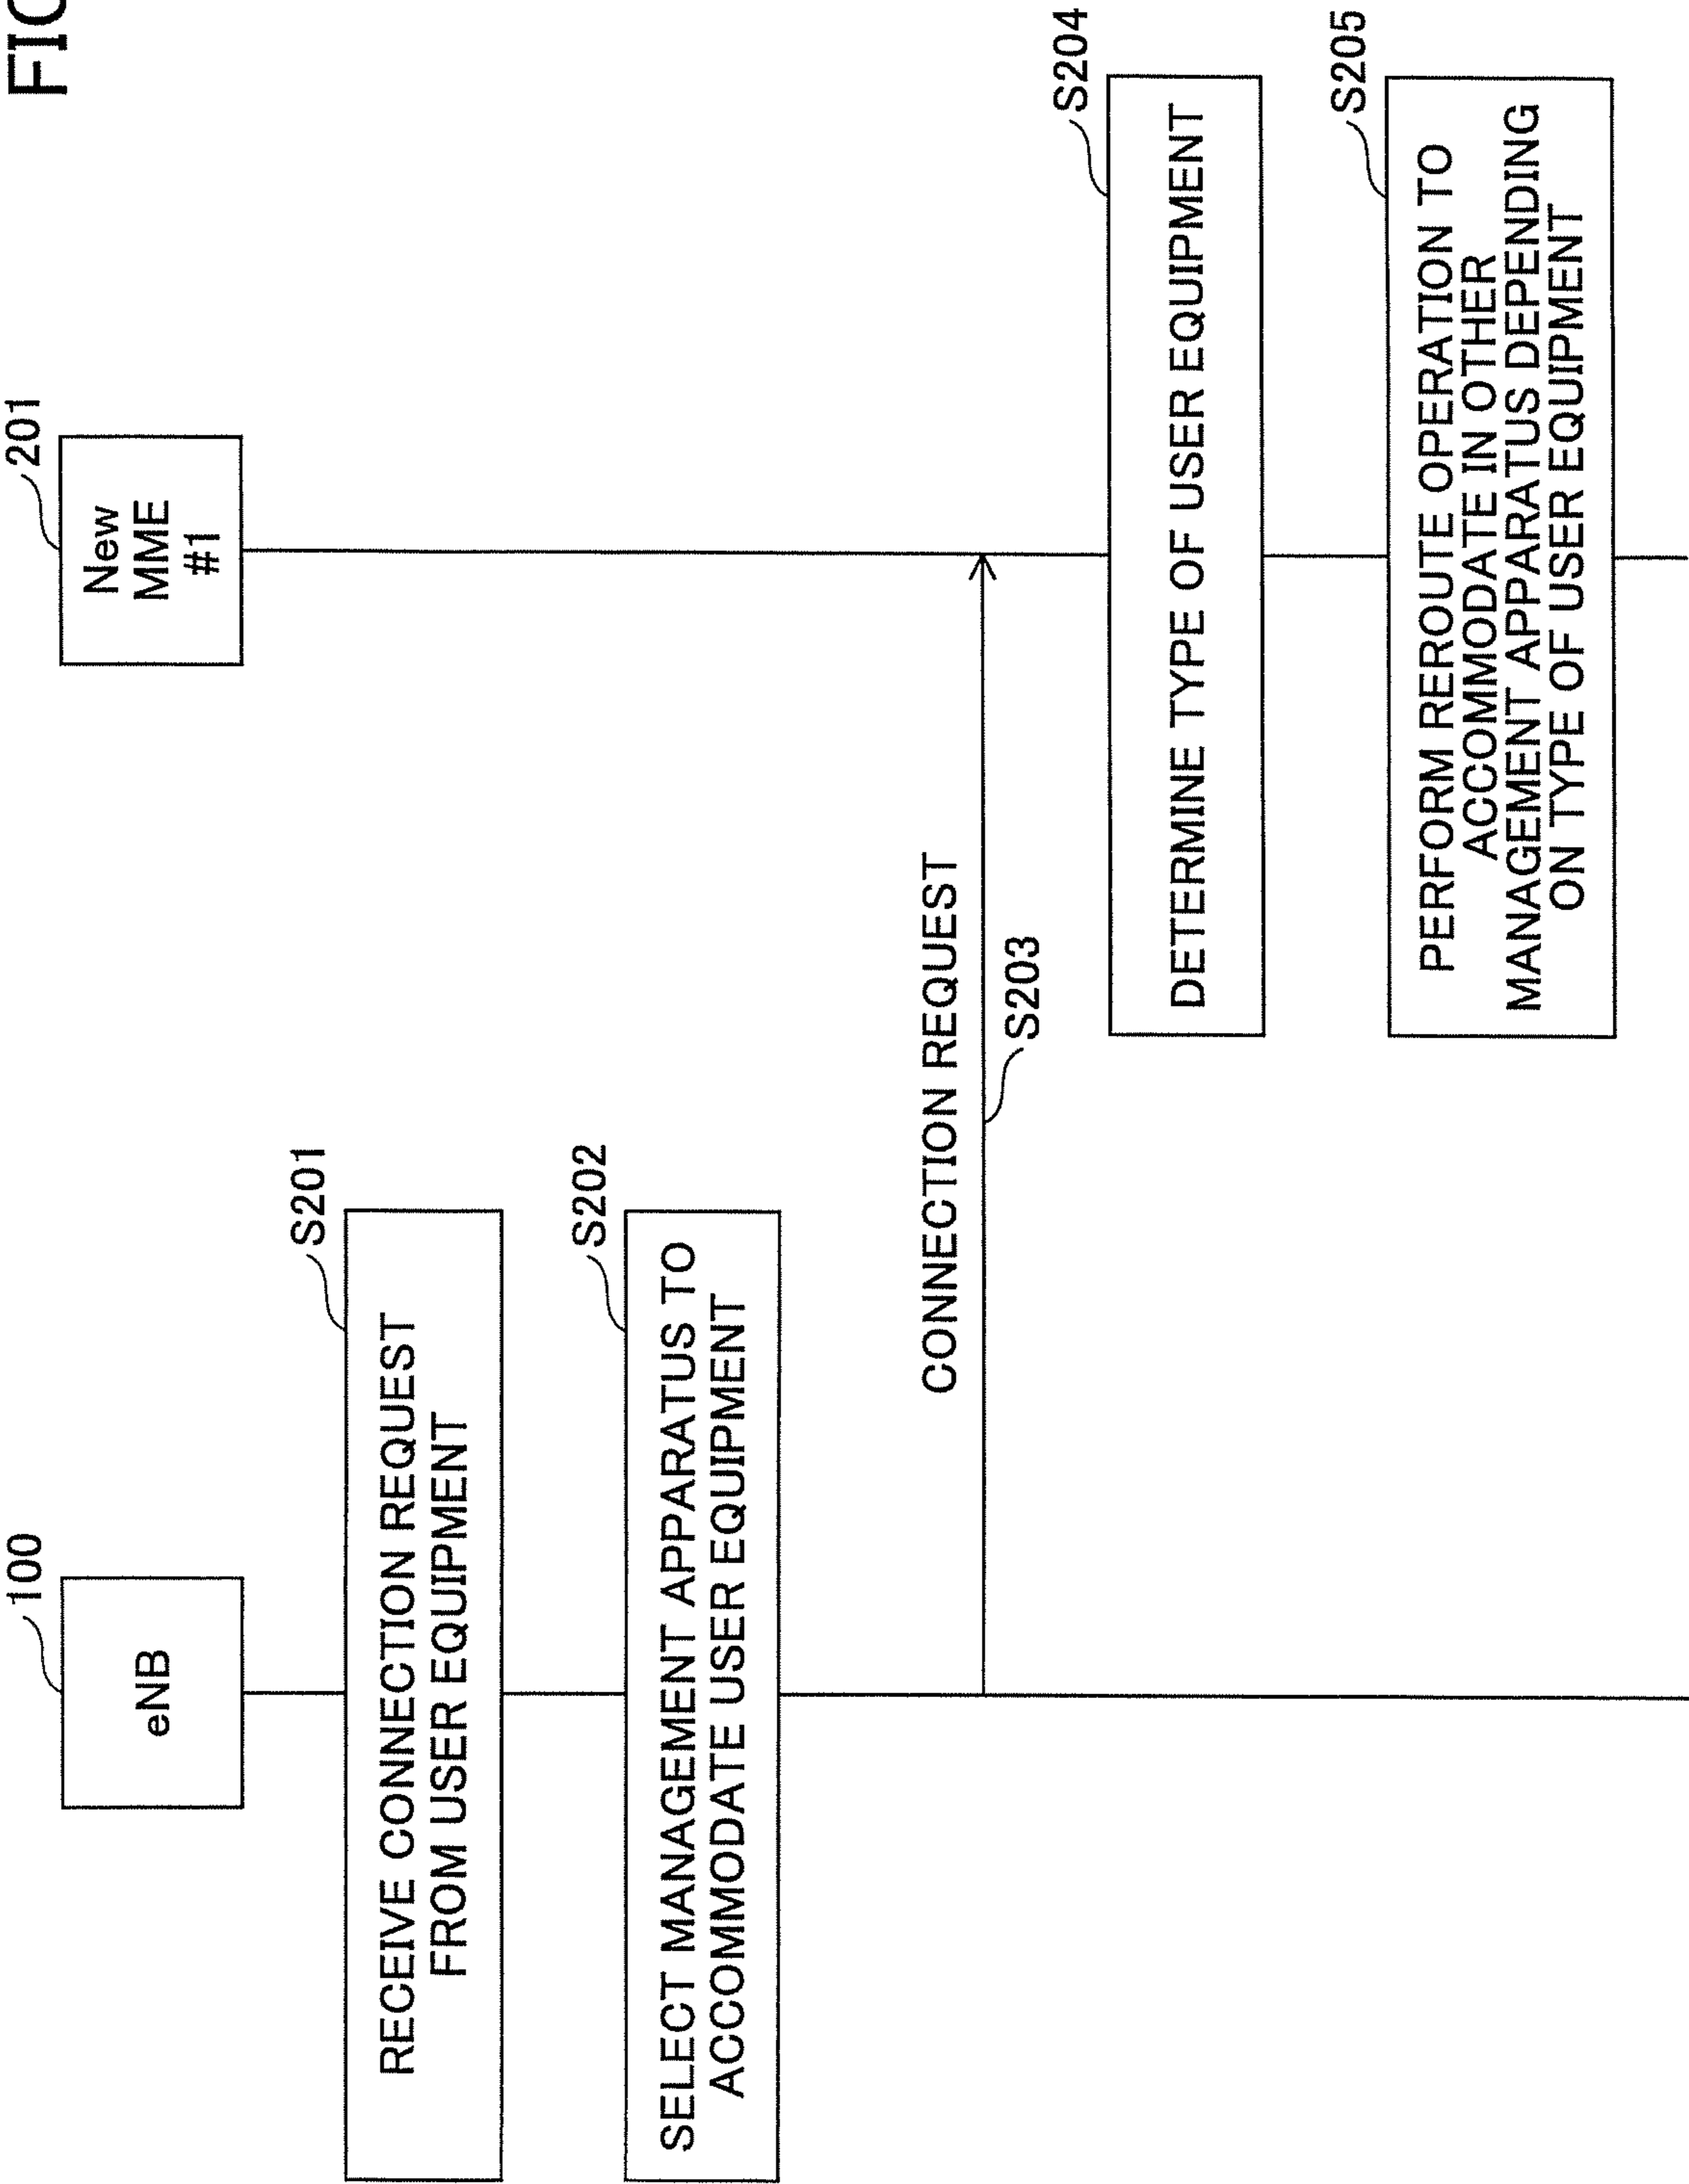 FIG
100
eNB
201
New
MME
#1
S201
RECEIVE CONNECTION REQUEST
FROM USER EQUIPMENT
S202
SELECT MANAGEMENT APPARATUS TO
ACCOMMODATE USER EQUIPMENT
CONNECTION REQUEST
S203
S204
DETERMINE TYPE OF USER EQUIPMENT
S205
PERFORM REROUTE OPERATION TO
ACCOMMODATE IN OTHER
MANAGEMENT APPARATUS DEPENDING
ON TYPE OF USER EQUIPMENT